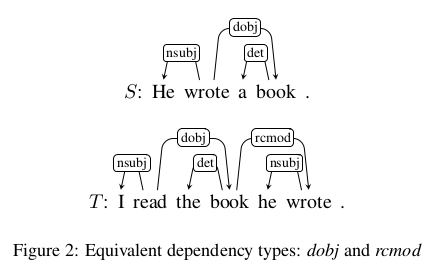 dobj
nsubj det
S: He wrote a book .
dobj rcmod
nsubj det nsubj
T: I read the book he wrote .
Figure 2: Equivalent dependency types: dobj and rcmod